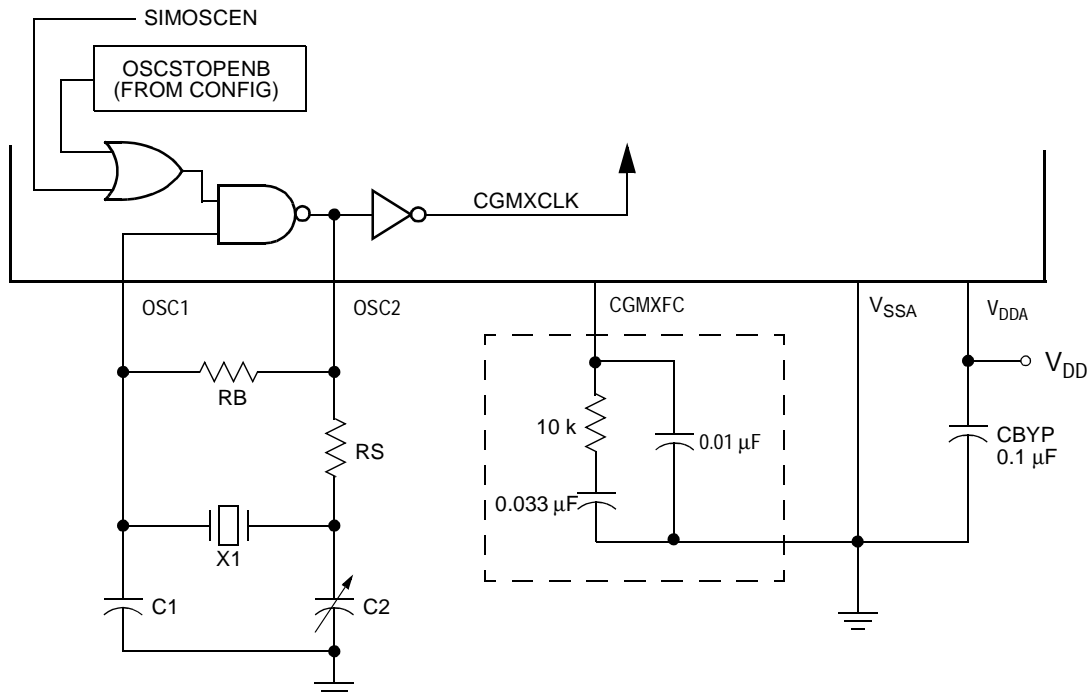 SIMOSCEN
OSCSTOPENB
(FROM CONFIG)
CGMXCLK
OSC1
OSC2
CGMXFC
VSSA
VDDA
VDD
RB
RS
10 k
0.01 µF
CBYP
0.1 µF
0.033 µF
X1
C1
C2